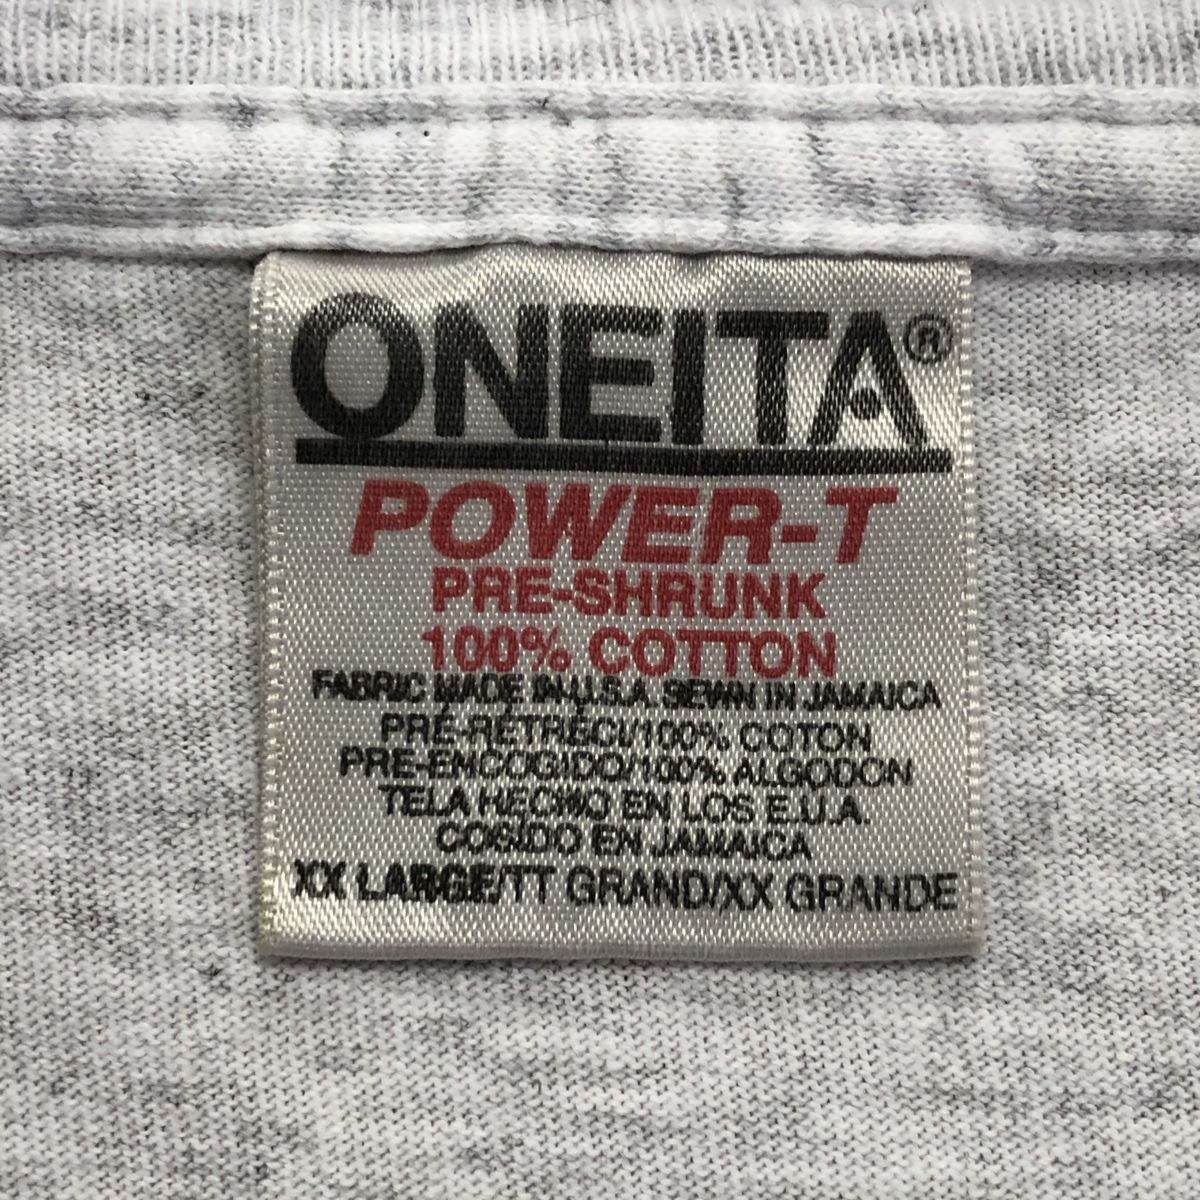 ONEITA®
POWER-T
PRE-SHRUNK
100% COTTON
FABRIC MADE IN U.S.A. SEWN IN JAMAICA
PRÉ-RÉTRÉCI/100% COTON
PRE-ENCOGIDO/100% ALGODON
TELA HECHO EN LOS E.U.A.
COSIDO EN JAMAICA
XX LARGE/TT GRAND/XX GRANDE